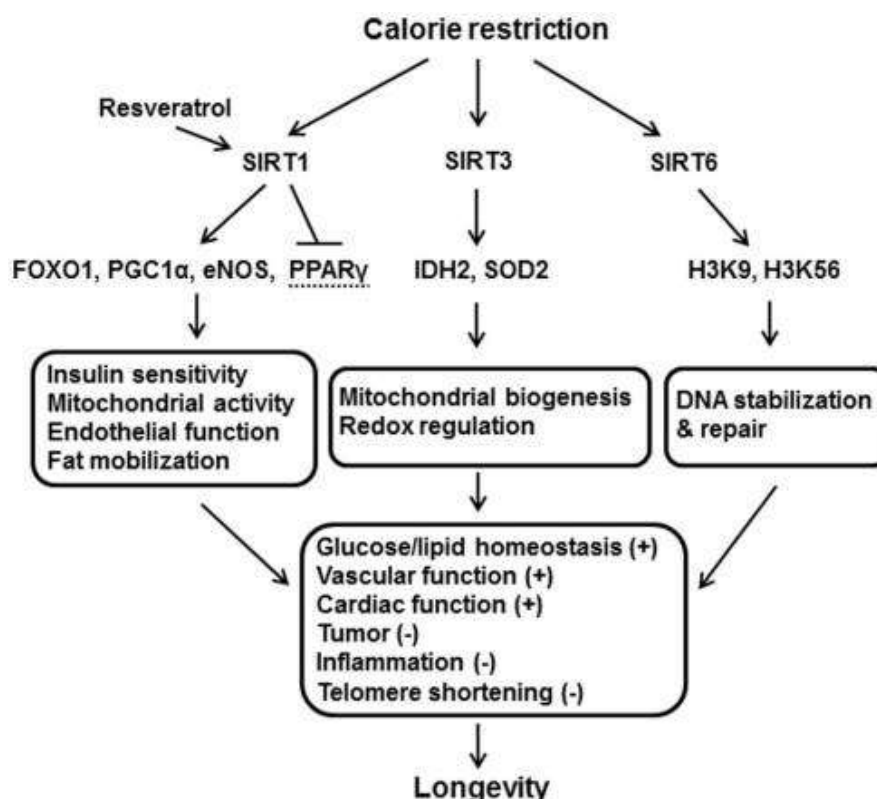 Calorie restriction
Resveratrol
SIRT1
SIRT3
SIRT6
FOXO1, PGC1α, eNOS, PPARγ
IDH2, SOD2
H3K9, H3K56
Insulin sensitivity
Mitochondrial activity
Endothelial function
Fat mobilization
Mitochondrial biogenesis
Redox regulation
DNA stabilization
& repair
Glucose/lipid homeostasis (+)
Vascular function (+)
Cardiac function (+)
Tumor (-)
Inflammation (-)
Telomere shortening (-)
Longevity